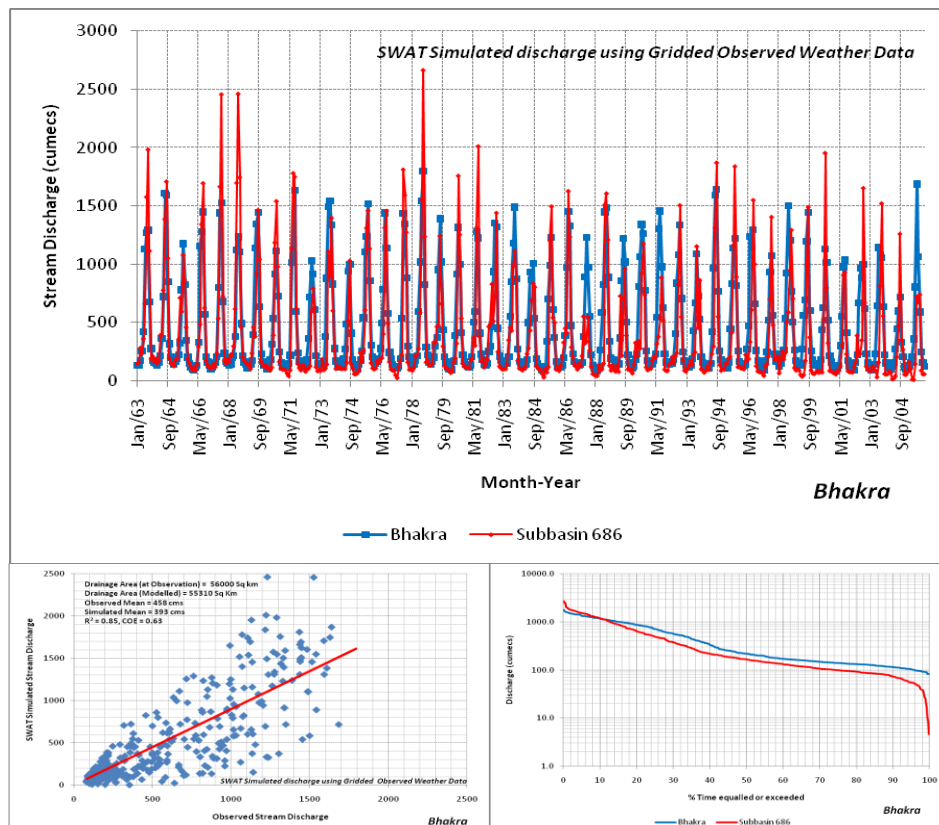 3000
SWAT Simulated discharge using Gridded Observed Weather Data
2500
2000
1500
1000
500
0
Stream Discharge (cumecs)
Jan/63
Sep/64
May/66
Jan/68
Sep/69
May/71
Jan/73
Sep/74
May/76
Jan/78
Sep/79
May/81
Jan/83
Sep/84
May/86
Jan/88
Sep/89
May/91
Jan/93
Sep/94
May/96
Jan/98
Sep/99
May/01
Jan/03
Sep/04
Month-Year
Bhakra
Bhakra
Subbasin 686
2500
Drainage Area (at Observation) = 56000 Sq km
Drainage Area (Modelled) = 55310 Sq Km
Observed Mean = 458 cms
Simulated Mean = 393 cms
R² = 0.85, COE = 0.63
2000
1500
1000
500
0
SWAT Simulated Stream Discharge
SWAT Simulated discharge using Gridded Observed Weather Data
0 500 1000 1500 2000 2500
Observed Stream Discharge
Bhakra
10000.0
1000.0
100.0
10.0
1.0
Discharge (cumecs)
0 10 20 30 40 50 60 70 80 90 100
% Time equalled or exceeded
Bhakra
Bhakra
Subbasin 686